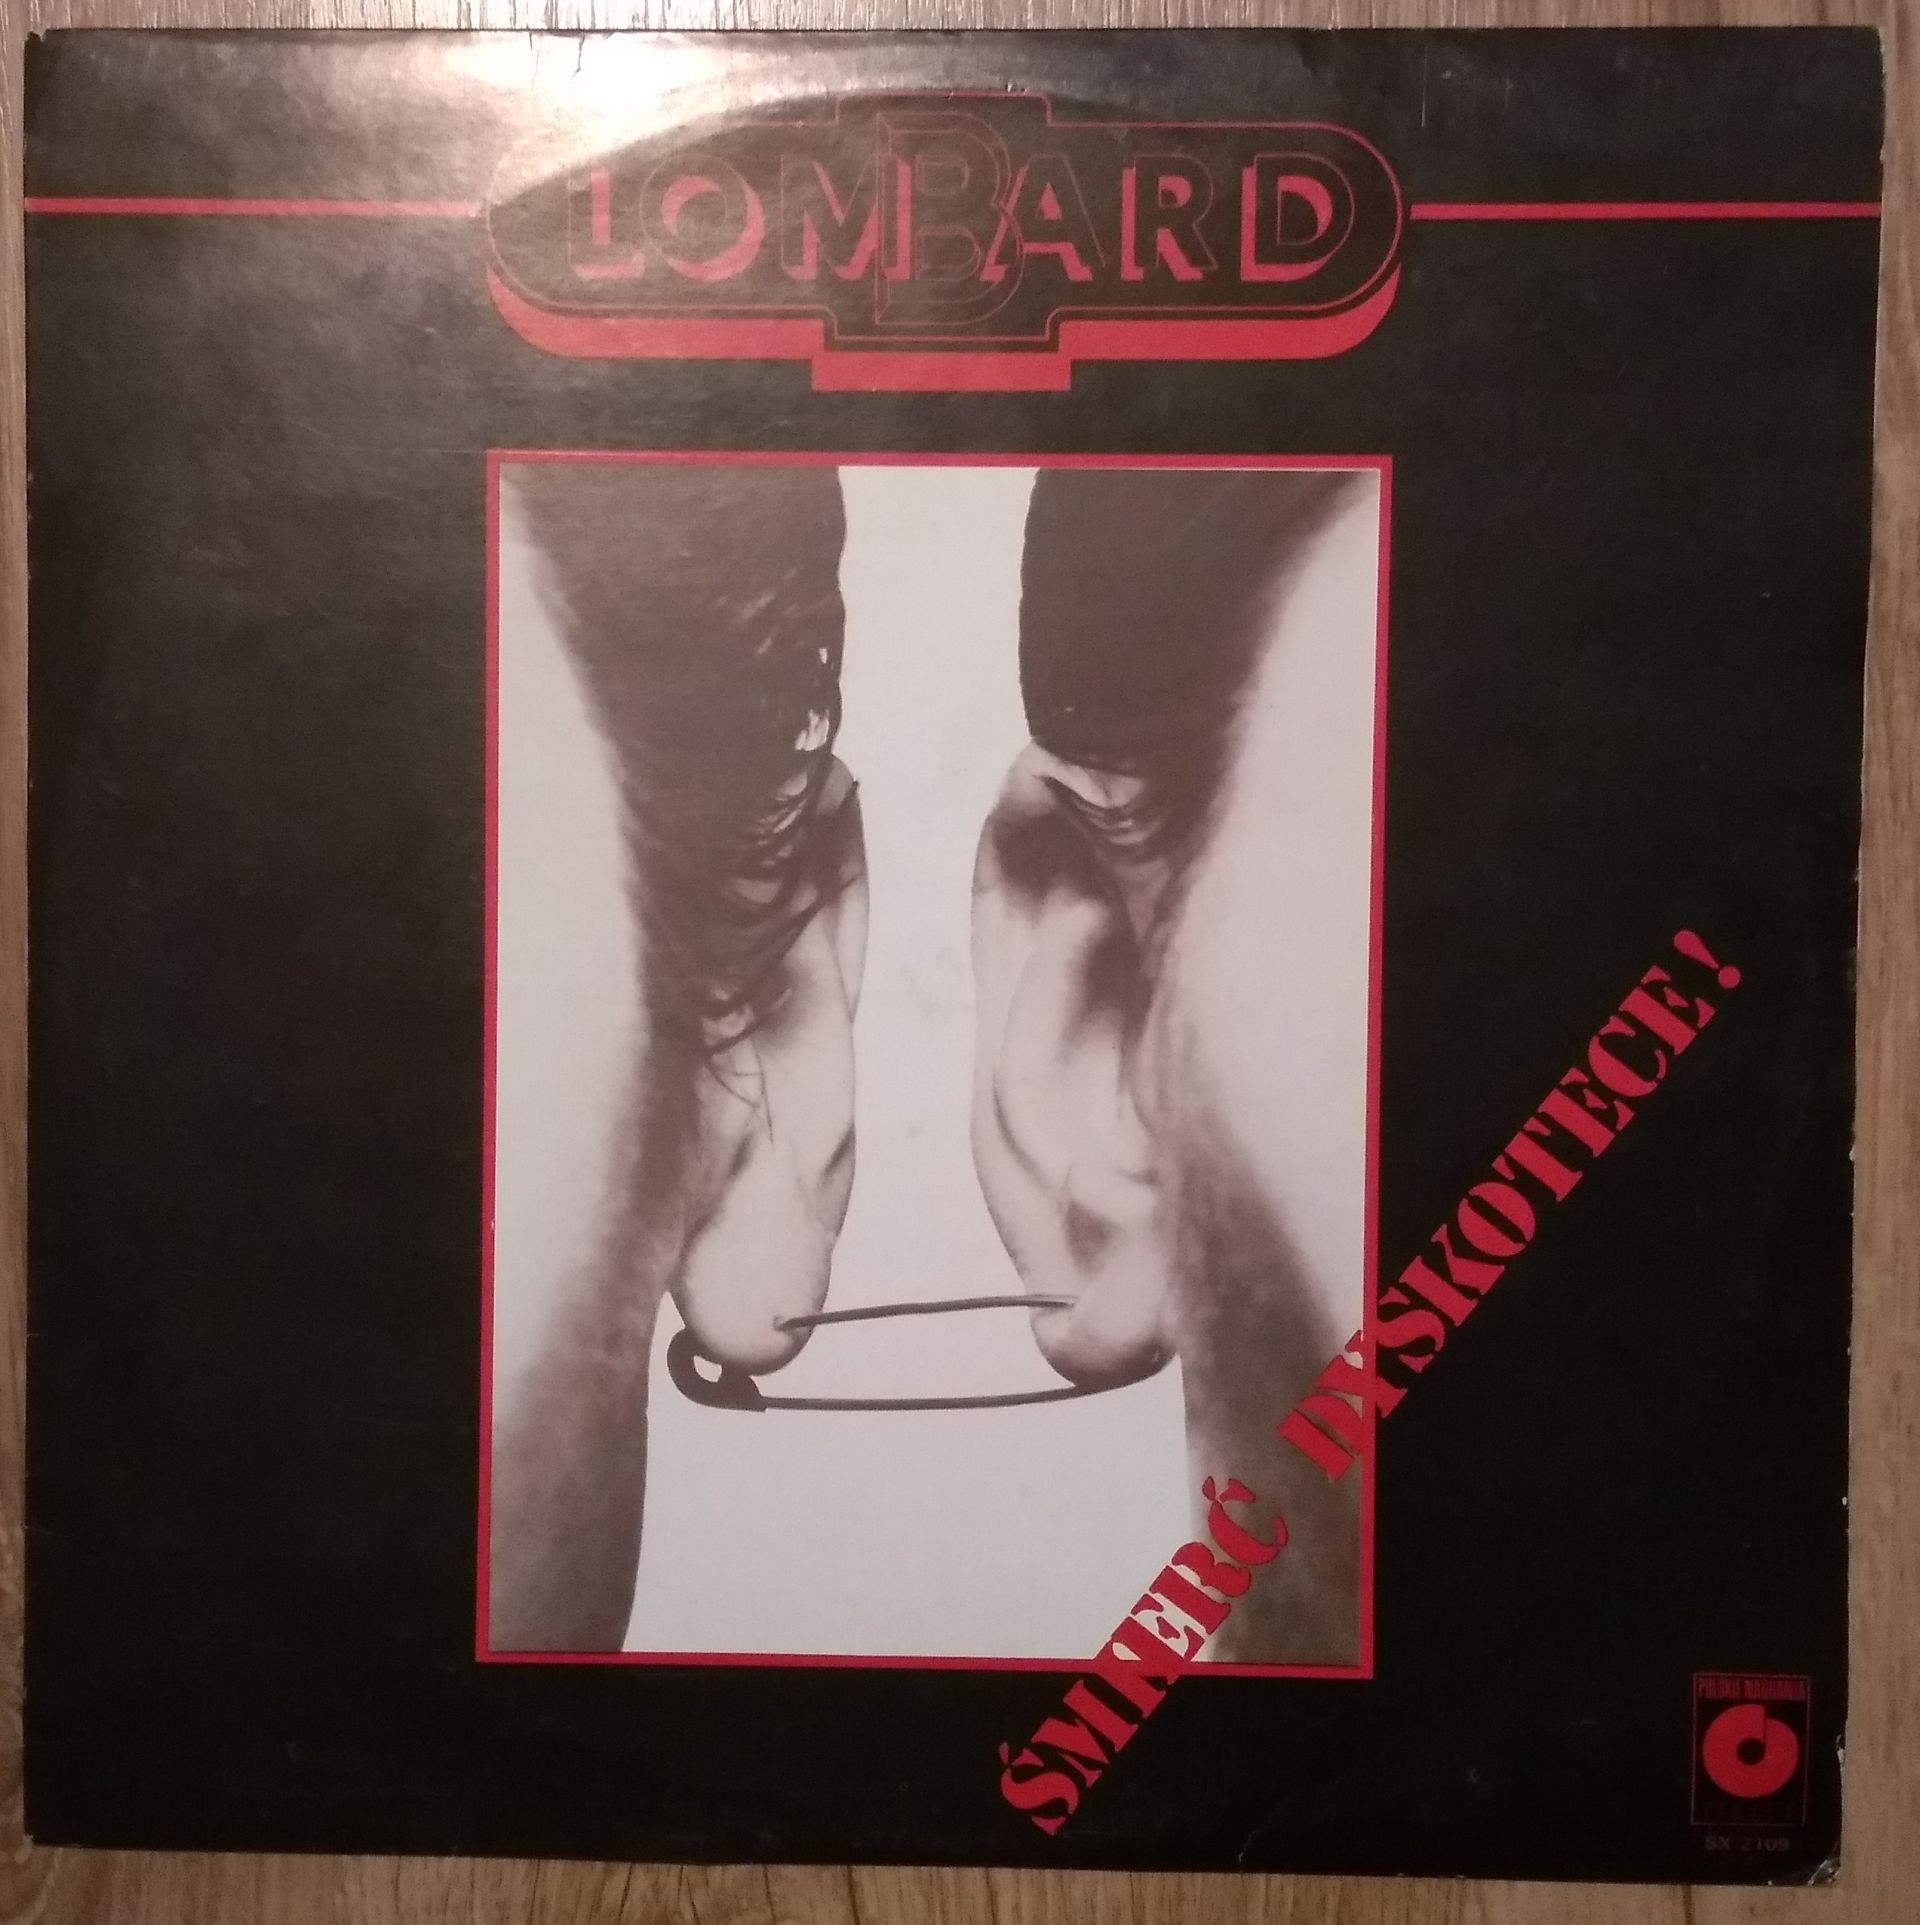 LOMBARD
ŚMIERĆ DYSKOTECE!
POLSKIE NAGRANIA
SX 2109